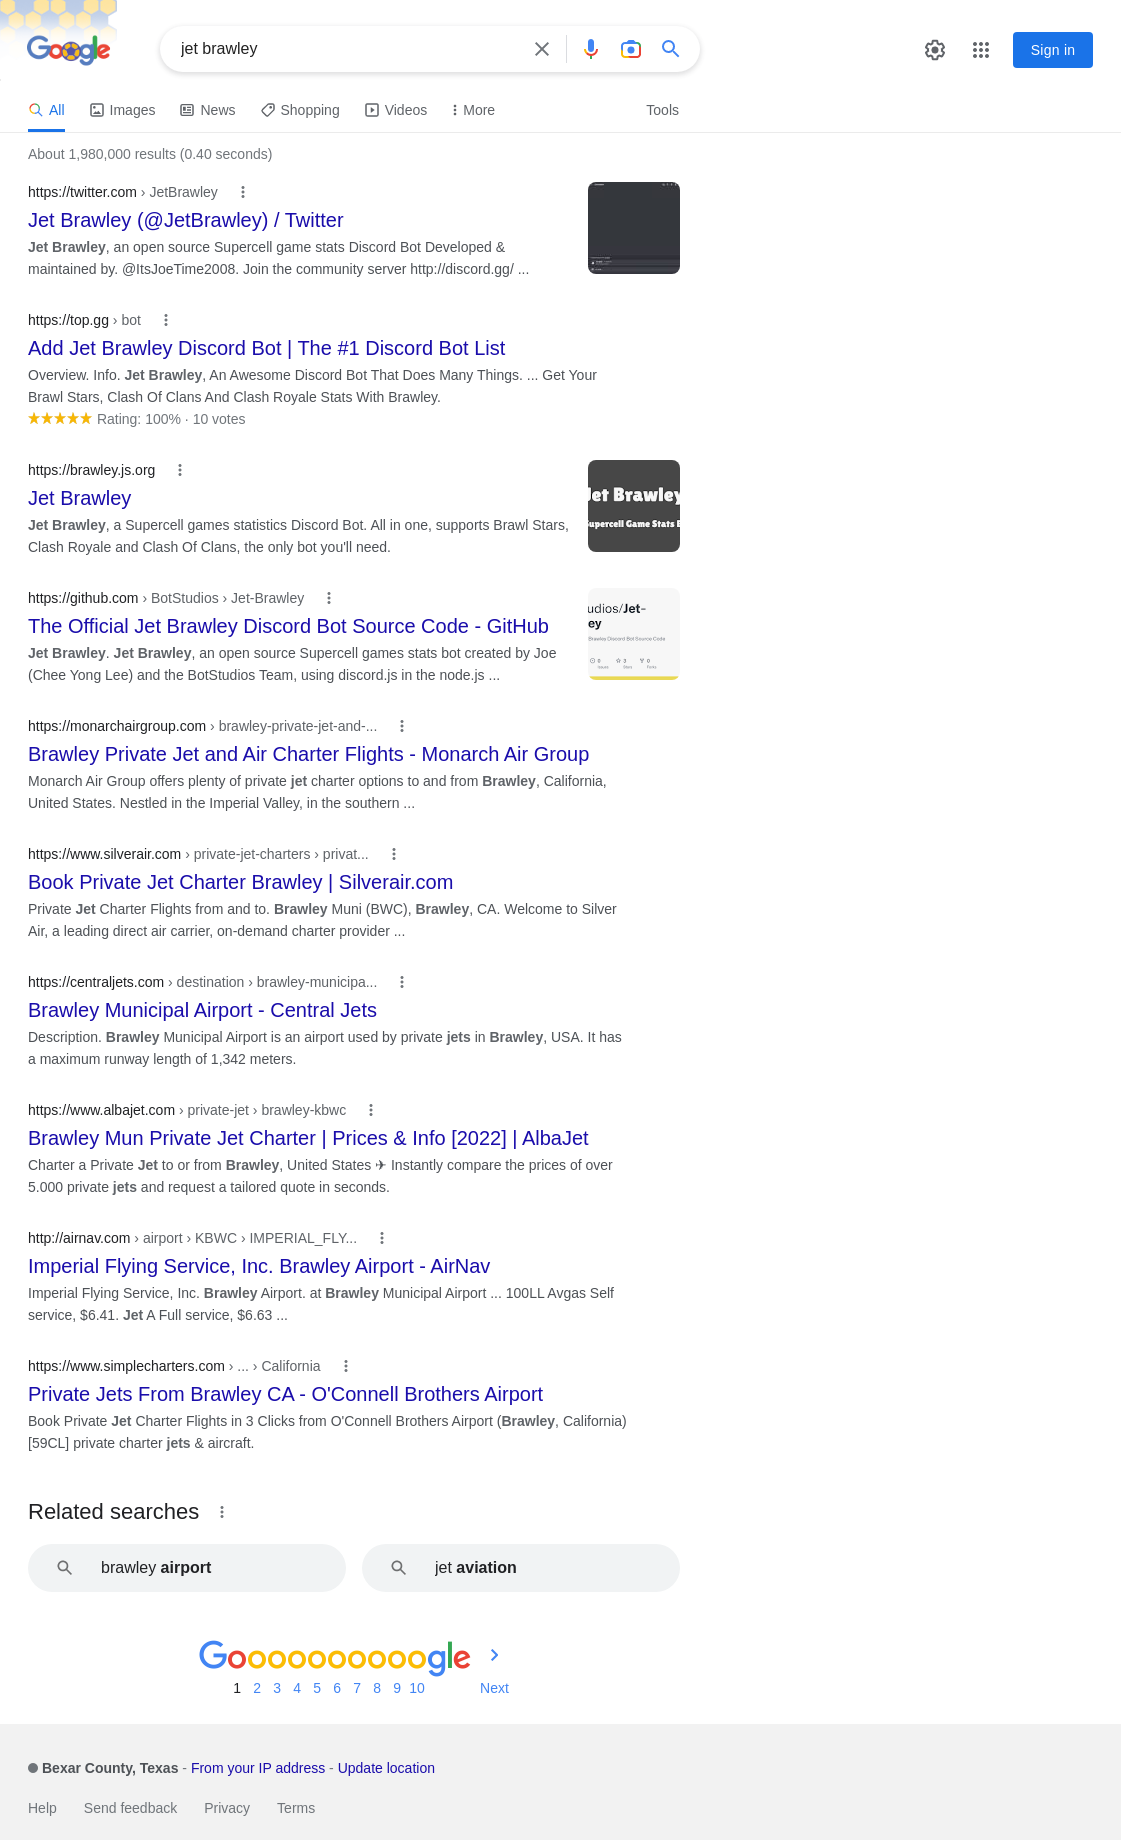 Google
jet brawley
Sign in
All
Images
News
Shopping
Videos
More
Tools
About 1,980,000 results (0.40 seconds)
https://twitter.com › JetBrawley
Jet Brawley (@JetBrawley) / Twitter
Jet Brawley, an open source Supercell game stats Discord Bot Developed &
maintained by. @ItsJoeTime2008. Join the community server http://discord.gg/ ...
https://top.gg › bot
Add Jet Brawley Discord Bot | The #1 Discord Bot List
Overview. Info. Jet Brawley, An Awesome Discord Bot That Does Many Things. ... Get Your
Brawl Stars, Clash Of Clans And Clash Royale Stats With Brawley.
Rating: 100% · 10 votes
https://brawley.js.org
Jet Brawley
Jet Brawley, a Supercell games statistics Discord Bot. All in one, supports Brawl Stars,
Clash Royale and Clash Of Clans, the only bot you'll need.
Jet Brawley
Supercell Game Stats B
https://github.com › BotStudios › Jet-Brawley
The Official Jet Brawley Discord Bot Source Code - GitHub
Jet Brawley. Jet Brawley, an open source Supercell games stats bot created by Joe
(Chee Yong Lee) and the BotStudios Team, using discord.js in the node.js ...
udios/Jet-
ey
Brawley Discord Bot Source Code
0 3 0
https://monarchairgroup.com › brawley-private-jet-and-...
Brawley Private Jet and Air Charter Flights - Monarch Air Group
Monarch Air Group offers plenty of private jet charter options to and from Brawley, California,
United States. Nestled in the Imperial Valley, in the southern ...
https://www.silverair.com › private-jet-charters › privat...
Book Private Jet Charter Brawley | Silverair.com
Private Jet Charter Flights from and to. Brawley Muni (BWC), Brawley, CA. Welcome to Silver
Air, a leading direct air carrier, on-demand charter provider ...
https://centraljets.com › destination › brawley-municipa...
Brawley Municipal Airport - Central Jets
Description. Brawley Municipal Airport is an airport used by private jets in Brawley, USA. It has
a maximum runway length of 1,342 meters.
https://www.albajet.com › private-jet › brawley-kbwc
Brawley Mun Private Jet Charter | Prices & Info [2022] | AlbaJet
Charter a Private Jet to or from Brawley, United States ✈ Instantly compare the prices of over
5.000 private jets and request a tailored quote in seconds.
http://airnav.com › airport › KBWC › IMPERIAL_FLY...
Imperial Flying Service, Inc. Brawley Airport - AirNav
Imperial Flying Service, Inc. Brawley Airport. at Brawley Municipal Airport ... 100LL Avgas Self
service, $6.41. Jet A Full service, $6.63 ...
https://www.simplecharters.com › ... › California
Private Jets From Brawley CA - O'Connell Brothers Airport
Book Private Jet Charter Flights in 3 Clicks from O'Connell Brothers Airport (Brawley, California)
[59CL] private charter jets & aircraft.
Related searches
brawley airport
jet aviation
Goooooooooogle
1 2 3 4 5 6 7 8 9 10 Next
Bexar County, Texas - From your IP address - Update location
Help Send feedback Privacy Terms